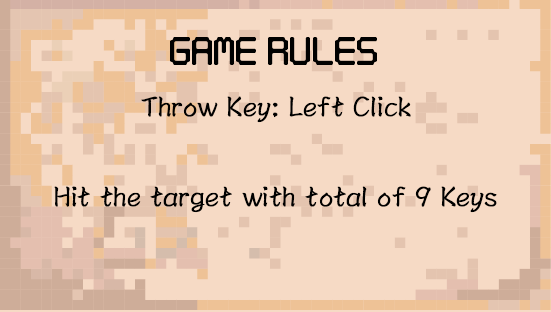 GAME RULES
Throw Key: Left Click
Hit the target with total of 9 Keys